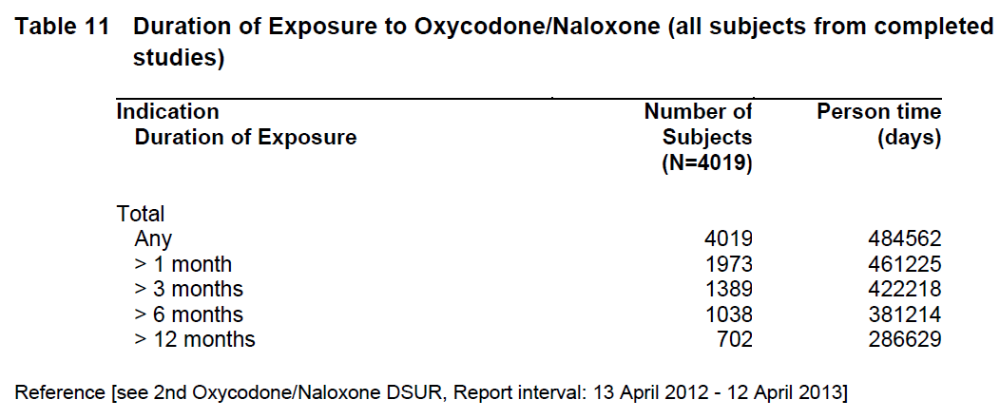 Table 11 Duration of Exposure to Oxycodone/Naloxone (all subjects from completed
studies)
Indication Number of Person time
Duration of Exposure Subjects (days)
(N=4019)
Total
Any 4019 484562
> 1 month 1973 461225
> 3 months 1389 422218
> 6 months 1038 381214
> 12 months 702 286629
Reference [see 2nd Oxycodone/Naloxone DSUR, Report interval: 13 April 2012 - 12 April 2013]